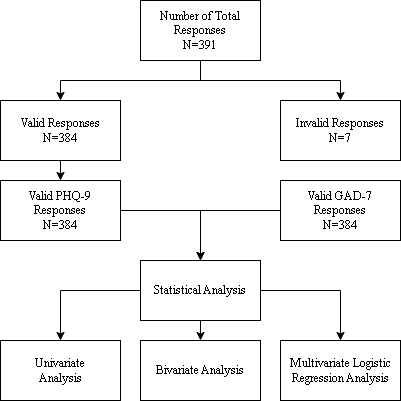 Number of Total
Responses
N=391
Valid Responses
N=384
Invalid Responses
N=7
Valid PHQ-9
Responses
N=384
Valid GAD-7
Responses
N=384
Statistical Analysis
Univariate
Analysis
Bivariate Analysis
Multivariate Logistic
Regression Analysis